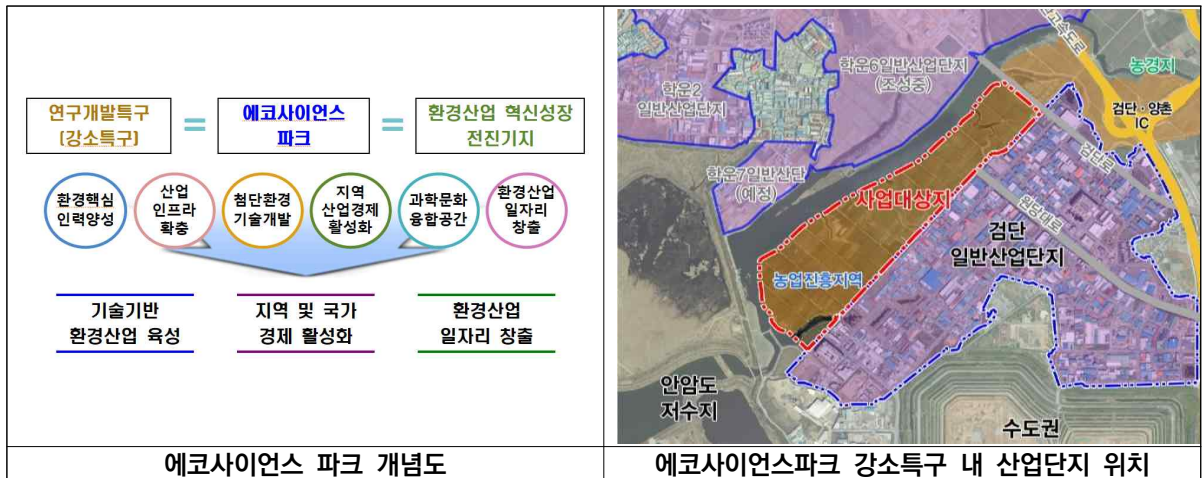 연구개발특구
(강소특구)
=
에코사이언스
파크
=
환경산업 혁신성장
전진기지
환경핵심
인력양성
산업
인프라
확충
첨단환경
기술개발
지역
산업경제
활성화
과학문화
융합공간
환경산업
일자리
창출
기술기반
환경산업 육성
지역 및 국가
경제 활성화
환경산업
일자리 창출
에코사이언스 파크 개념도
학운2
일반산업단지
학운6일반산업단지
(조성중)
학운7일반산단
(예정)
농경지
검단·양촌
IC
검단로
원당대로
사업대상지
농업진흥지역
검단
일반산업단지
안암도
저수지
수도권
에코사이언스파크 강소특구 내 산업단지 위치